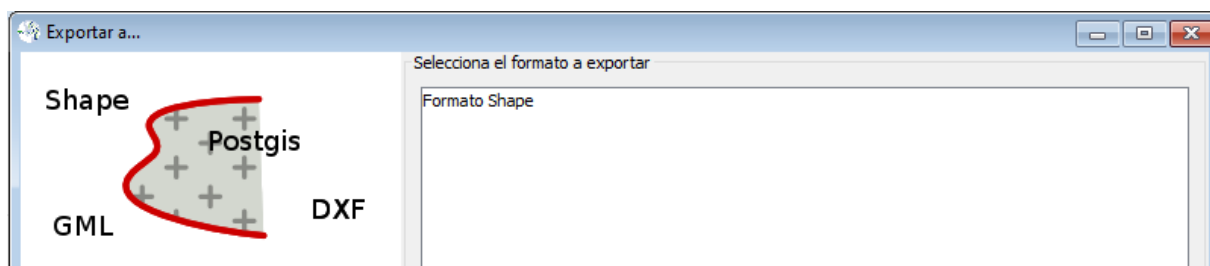 Exportar a...
Selecciona el formato a exportar
Shape
Formato Shape
Postgis
DXF
GML